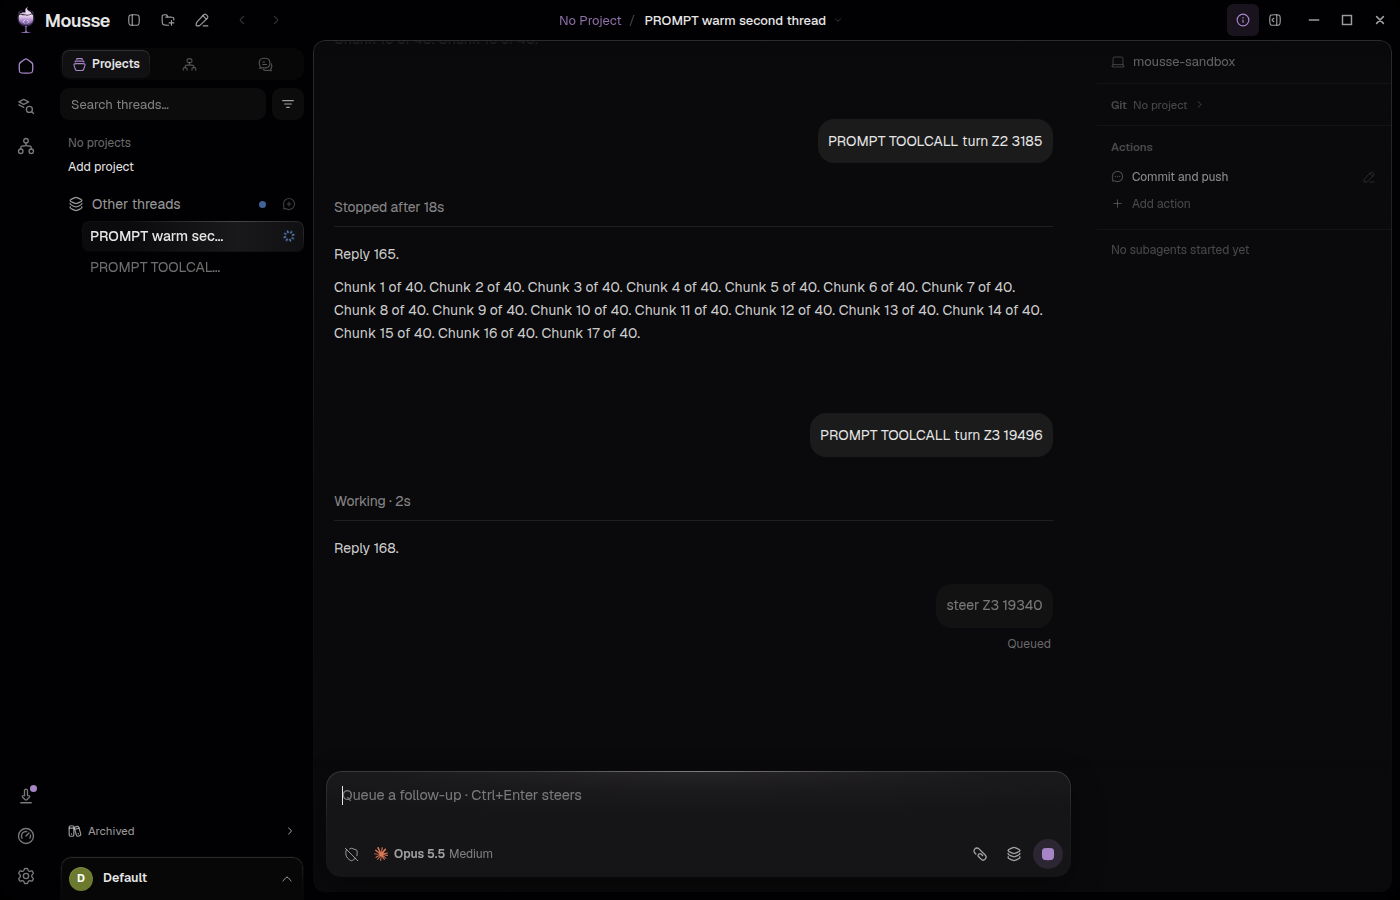 Mousse
No Project / PROMPT warm second thread
Projects
Search threads...
No projects
Add project
Other threads
PROMPT warm sec...
PROMPT TOOLCAL...
Archived
D
Default
PROMPT TOOLCALL turn Z2 3185
Stopped after 18s
Reply 165.
Chunk 1 of 40. Chunk 2 of 40. Chunk 3 of 40. Chunk 4 of 40. Chunk 5 of 40. Chunk 6 of 40. Chunk 7 of 40.
Chunk 8 of 40. Chunk 9 of 40. Chunk 10 of 40. Chunk 11 of 40. Chunk 12 of 40. Chunk 13 of 40. Chunk 14 of 40.
Chunk 15 of 40. Chunk 16 of 40. Chunk 17 of 40.
PROMPT TOOLCALL turn Z3 19496
Working · 2s
Reply 168.
steer Z3 19340
Queued
Queue a follow-up · Ctrl+Enter steers
Opus 5.5 Medium
mousse-sandbox
Git No project
Actions
Commit and push
Add action
No subagents started yet